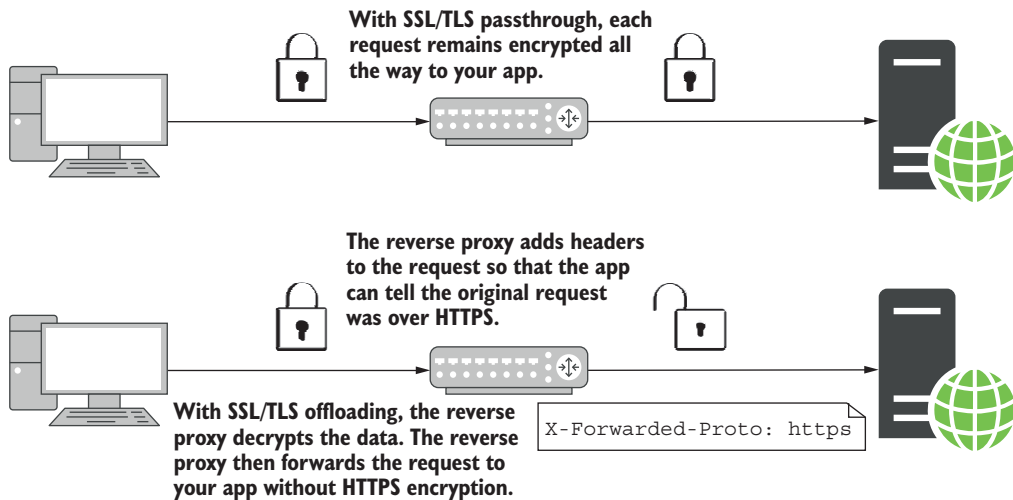 With SSL/TLS passthrough, each
request remains encrypted all
the way to your app.
The reverse proxy adds headers
to the request so that the app
can tell the original request
was over HTTPS.
With SSL/TLS offloading, the reverse
proxy decrypts the data. The reverse
proxy then forwards the request to
your app without HTTPS encryption.
X-Forwarded-Proto: https